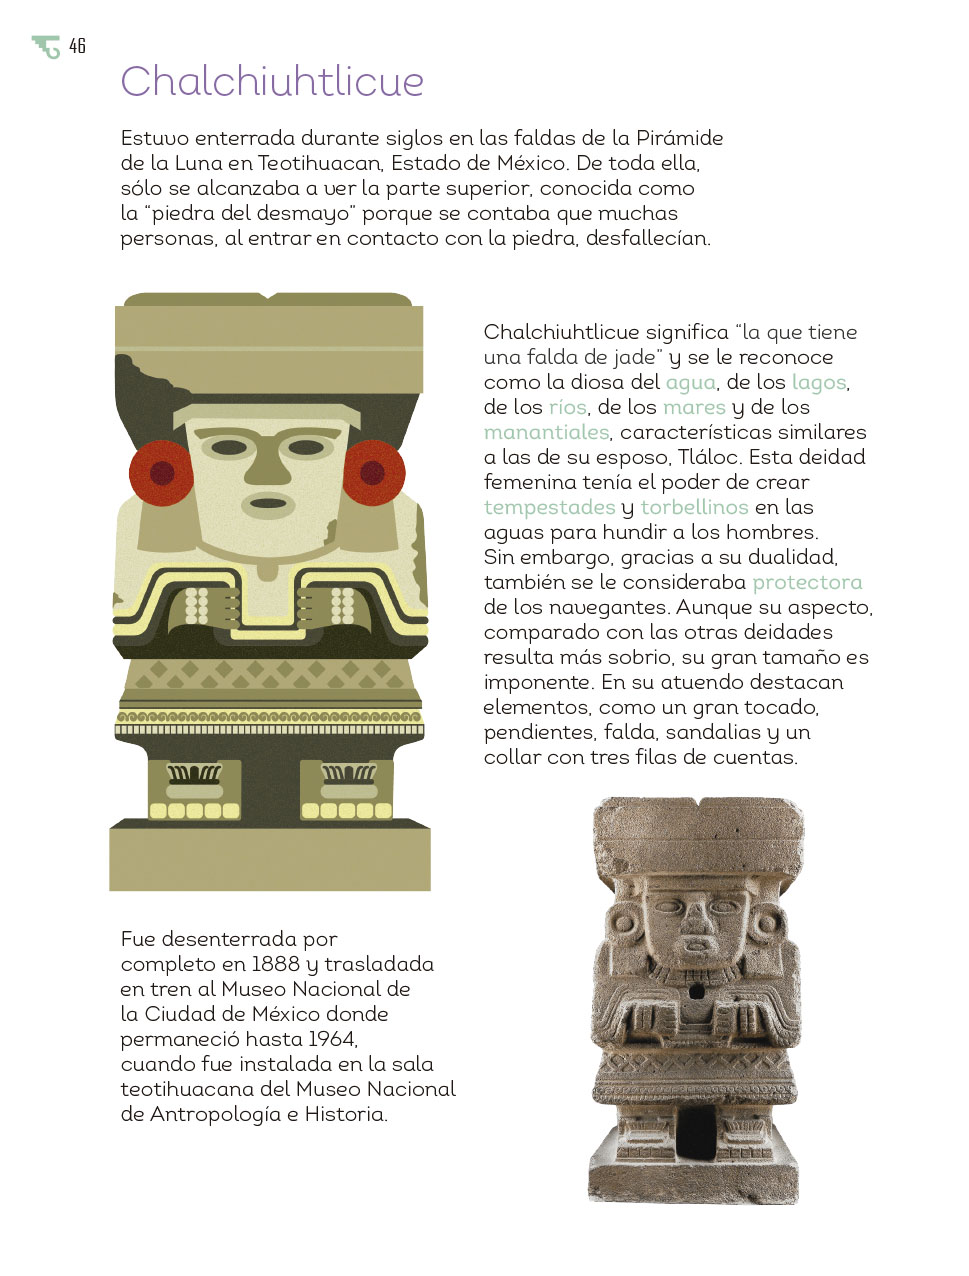 46
Chalchiuhtlicue
Estuvo enterrada durante siglos en las faldas de la Pirámide
de la Luna en Teotihuacan, Estado de México. De toda ella,
sólo se alcanzaba a ver la parte superior, conocida como
la “piedra del desmayo” porque se contaba que muchas
personas, al entrar en contacto con la piedra, desfallecían.
Chalchiuhtlicue significa “la que tiene
una falda de jade” y se le reconoce
como la diosa del agua, de los lagos,
de los ríos, de los mares y de los
manantiales, características similares
a las de su esposo, Tláloc. Esta deidad
femenina tenía el poder de crear
tempestades y torbellinos en las
aguas para hundir a los hombres.
Sin embargo, gracias a su dualidad,
también se le consideraba protectora
de los navegantes. Aunque su aspecto,
comparado con las otras deidades
resulta más sobrio, su gran tamaño es
imponente. En su atuendo destacan
elementos, como un gran tocado,
pendientes, falda, sandalias y un
collar con tres filas de cuentas.
Fue desenterrada por
completo en 1888 y trasladada
en tren al Museo Nacional de
la Ciudad de México donde
permaneció hasta 1964,
cuando fue instalada en la sala
teotihuacana del Museo Nacional
de Antropología e Historia.